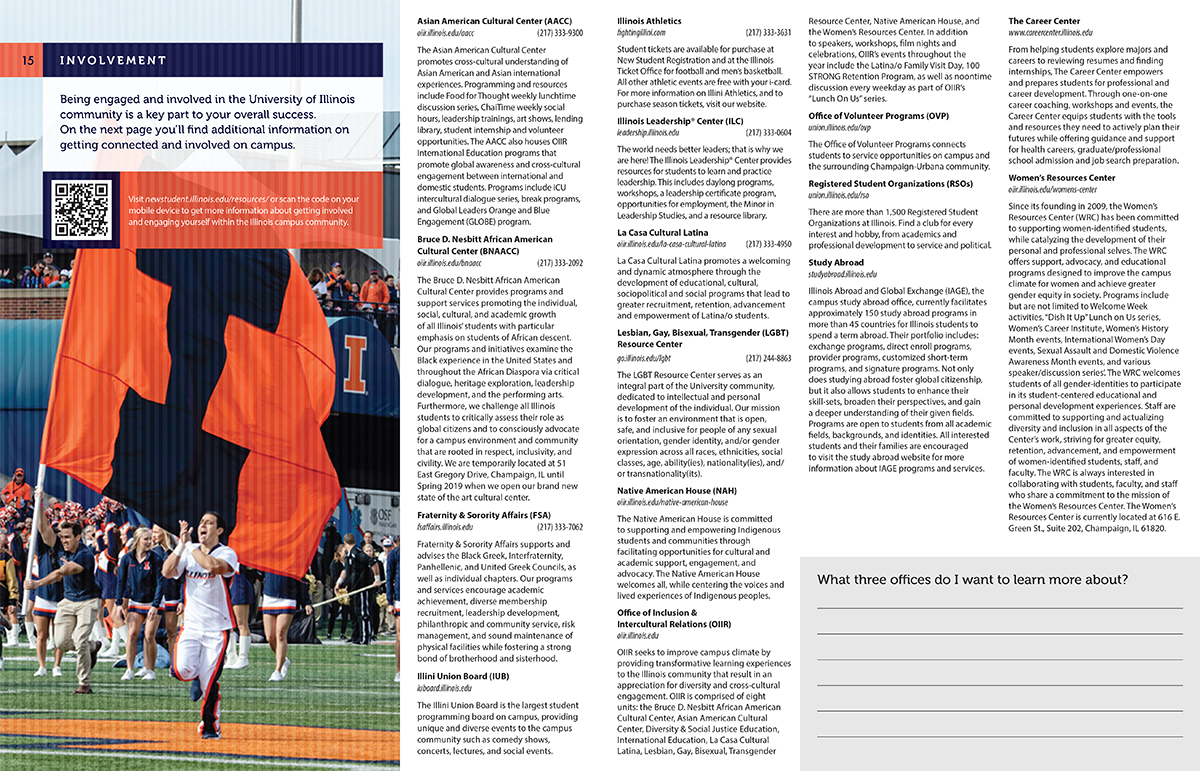 15 INVOLVEMENT
Being engaged and involved in the University of Illinois
community is a key part to your overall success.
On the next page you'll find additional information on
getting connected and involved on campus.
Visit newstudent.illinois.edu/resources/ or scan the code on your
mobile device to get more information about getting involved
and engaging yourself within the Illinois campus community.
I
ILLINOIS
OSF
Asian American Cultural Center (AACC)
oiir.illinois.edu/aacc (217) 333-9300
The Asian American Cultural Center
promotes cross-cultural understanding of
Asian American and Asian international
experiences. Programming and resources
include Food for Thought weekly lunchtime
discussion series, ChaiTime weekly social
hours, leadership trainings, art shows, lending
library, student internship and volunteer
opportunities. The AACC also houses OIIR
International Education programs that
promote global awareness and cross-cultural
engagement between international and
domestic students. Programs include iCU
intercultural dialogue series, break programs,
and Global Leaders Orange and Blue
Engagement (GLOBE) program.
Bruce D. Nesbitt African American
Cultural Center (BNAACC)
oiir.illinois.edu/bnaacc (217) 333-2092
The Bruce D. Nesbitt African American
Cultural Center provides programs and
support services promoting the individual,
social, cultural, and academic growth
of all Illinois' students with particular
emphasis on students of African descent.
Our programs and initiatives examine the
Black experience in the United States and
throughout the African Diaspora via critical
dialogue, heritage exploration, leadership
development, and the performing arts.
Furthermore, we challenge all Illinois
students to critically assess their role as
global citizens and to consciously advocate
for a campus environment and community
that are rooted in respect, inclusivity, and
civility. We are temporarily located at 51
East Gregory Drive, Champaign, IL until
Spring 2019 when we open our brand new
state of the art cultural center.
Fraternity & Sorority Affairs (FSA)
fsaffairs.illinois.edu (217) 333-7062
Fraternity & Sorority Affairs supports and
advises the Black Greek, Interfraternity,
Panhellenic, and United Greek Councils, as
well as individual chapters. Our programs
and services encourage academic
achievement, diverse membership
recruitment, leadership development,
philanthropic and community service, risk
management, and sound maintenance of
physical facilities while fostering a strong
bond of brotherhood and sisterhood.
Illini Union Board (IUB)
iuboard.illinois.edu
The Illini Union Board is the largest student
programming board on campus, providing
unique and diverse events to the campus
community such as comedy shows,
concerts, lectures, and social events.
Illinois Athletics
fightingillini.com (217) 333-3631
Student tickets are available for purchase at
New Student Registration and at the Illinois
Ticket Office for football and men's basketball.
All other athletic events are free with your i-card.
For more information on Illini Athletics, and to
purchase season tickets, visit our website.
Illinois Leadership® Center (ILC)
leadership.illinois.edu (217) 333-0604
The world needs better leaders; that is why we
are here! The Illinois Leadership® Center provides
resources for students to learn and practice
leadership. This includes daylong programs,
workshops, a leadership certificate program,
opportunities for employment, the Minor in
Leadership Studies, and a resource library.
La Casa Cultural Latina
oiir.illinois.edu/la-casa-cultural-latina (217) 333-4950
La Casa Cultural Latina promotes a welcoming
and dynamic atmosphere through the
development of educational, cultural,
sociopolitical and social programs that lead to
greater recruitment, retention, advancement
and empowerment of Latina/o students.
Lesbian, Gay, Bisexual, Transgender (LGBT)
Resource Center
go.illinois.edu/lgbt (217) 244-8863
The LGBT Resource Center serves as an
integral part of the University community,
dedicated to intellectual and personal
development of the individual. Our mission
is to foster an environment that is open,
safe, and inclusive for people of any sexual
orientation, gender identity, and/or gender
expression across all races, ethnicities, social
classes, age, ability(ies), nationality(ies), and/
or transnationality(its).
Native American House (NAH)
oiir.illinois.edu/native-american-house
The Native American House is committed
to supporting and empowering Indigenous
students and communities through
facilitating opportunities for cultural and
academic support, engagement, and
advocacy. The Native American House
welcomes all, while centering the voices and
lived experiences of Indigenous peoples.
Office of Inclusion &
Intercultural Relations (OIIR)
oiir.illinois.edu
OIIR seeks to improve campus climate by
providing transformative learning experiences
to the Illinois community that result in an
appreciation for diversity and cross-cultural
engagement. OIIR is comprised of eight
units: the Bruce D. Nesbitt African American
Cultural Center, Asian American Cultural
Center, Diversity & Social Justice Education,
International Education, La Casa Cultural
Latina, Lesbian, Gay, Bisexual, Transgender
Resource Center, Native American House, and
the Women's Resources Center. In addition
to speakers, workshops, film nights and
celebrations, OIIR's events throughout the
year include the Latina/o Family Visit Day, 100
STRONG Retention Program, as well as noontime
discussion every weekday as part of OIIR's
"Lunch On Us" series.
Office of Volunteer Programs (OVP)
union.illinois.edu/ovp
The Office of Volunteer Programs connects
students to service opportunities on campus and
the surrounding Champaign-Urbana community.
Registered Student Organizations (RSOs)
union.illinois.edu/rso
There are more than 1,500 Registered Student
Organizations at Illinois. Find a club for every
interest and hobby, from academics and
professional development to service and political.
Study Abroad
studyabroad.illinois.edu
Illinois Abroad and Global Exchange (IAGE), the
campus study abroad office, currently facilitates
approximately 150 study abroad programs in
more than 45 countries for Illinois students to
spend a term abroad. Their portfolio includes:
exchange programs, direct enroll programs,
provider programs, customized short-term
programs, and signature programs. Not only
does studying abroad foster global citizenship,
but it also allows students to enhance their
skill-sets, broaden their perspectives, and gain
a deeper understanding of their given fields.
Programs are open to students from all academic
fields, backgrounds, and identities. All interested
students and their families are encouraged
to visit the study abroad website for more
information about IAGE programs and services.
The Career Center
www.careercenter.illinois.edu
From helping students explore majors and
careers to reviewing resumes and finding
internships, The Career Center empowers
and prepares students for professional and
career development. Through one-on-one
career coaching, workshops and events, the
Career Center equips students with the tools
and resources they need to actively plan their
futures while offering guidance and support
for health careers, graduate/professional
school admission and job search preparation.
Women's Resources Center
oiir.illinois.edu/womens-center
Since its founding in 2009, the Women's
Resources Center (WRC) has been committed
to supporting women-identified students,
while catalyzing the development of their
personal and professional selves. The WRC
offers support, advocacy, and educational
programs designed to improve the campus
climate for women and achieve greater
gender equity in society. Programs include
but are not limited to Welcome Week
activities, "Dish It Up" Lunch on Us series,
Women's Career Institute, Women's History
Month events, International Women's Day
events, Sexual Assault and Domestic Violence
Awareness Month events, and various
speaker/discussion series'. The WRC welcomes
students of all gender-identities to participate
in its student-centered educational and
personal development experiences. Staff are
committed to supporting and actualizing
diversity and inclusion in all aspects of the
Center's work, striving for greater equity,
retention, advancement, and empowerment
of women-identified students, staff, and
faculty. The WRC is always interested in
collaborating with students, faculty, and staff
who share a commitment to the mission of
the Women's Resources Center. The Women's
Resources Center is currently located at 616 E.
Green St., Suite 202, Champaign, IL 61820.
What three offices do I want to learn more about?